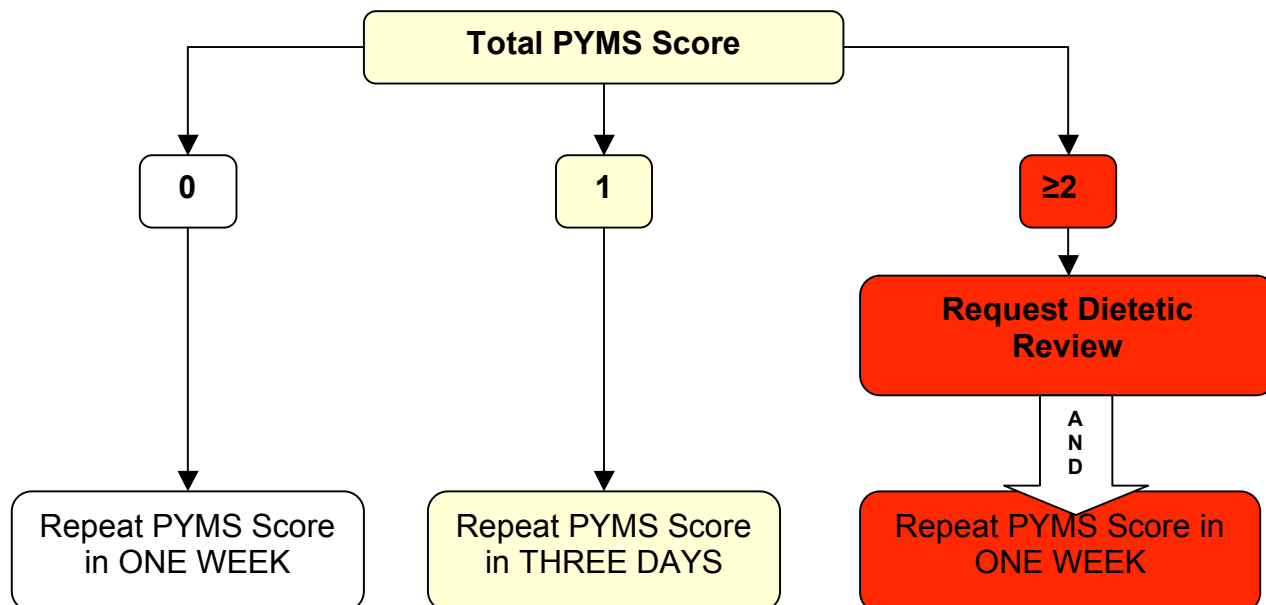 Total PYMS Score
0
1
≥2
Request Dietetic
Review
A
N
D
Repeat PYMS Score
in ONE WEEK
Repeat PYMS Score
in THREE DAYS
Repeat PYMS Score in
ONE WEEK